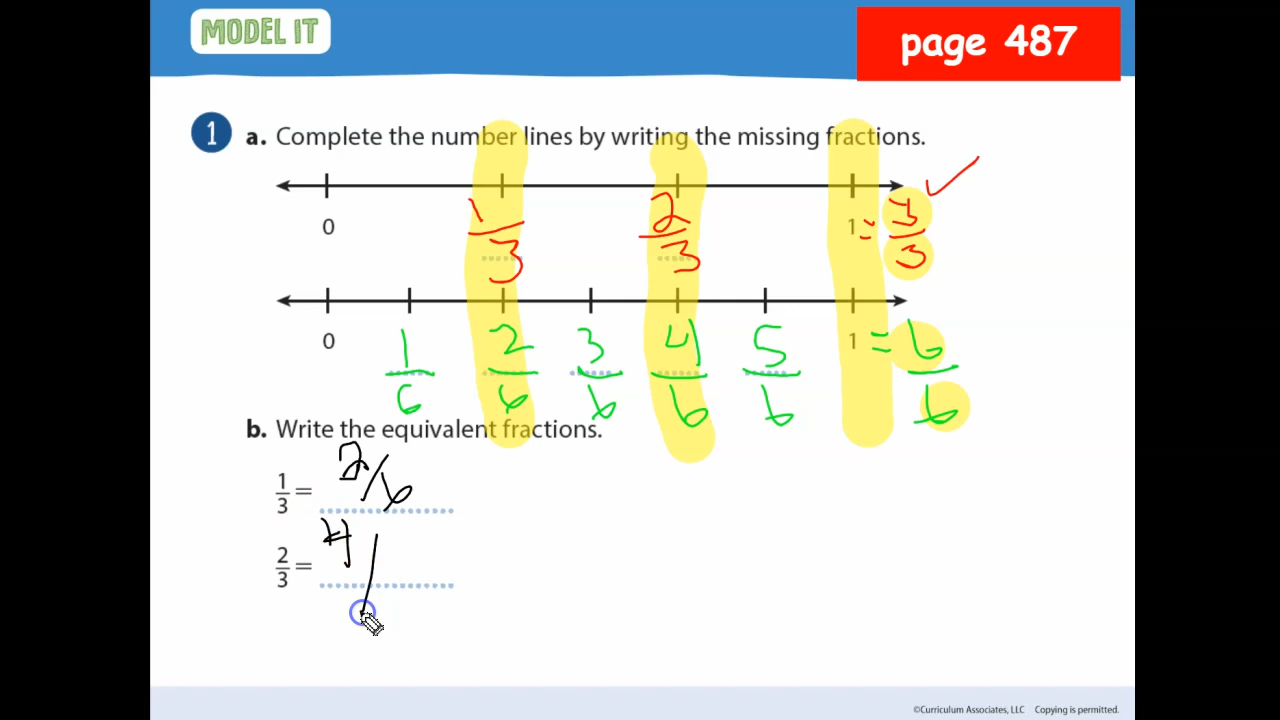 MODEL IT
page 487
1 a. Complete the number lines by writing the missing fractions.
0 1/3 2/3 1 = 3/3
0 1/6 2/6 3/6 4/6 5/6 1 = 6/6
b. Write the equivalent fractions.
1/3 = 2/6
2/3 = 4/
©Curriculum Associates, LLC Copying is permitted.